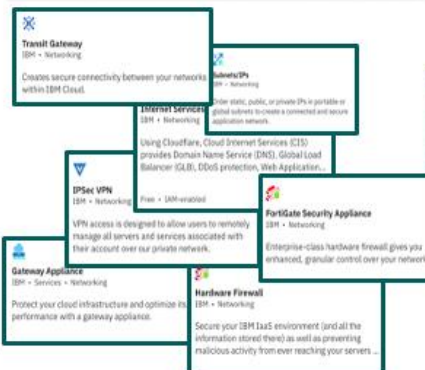 Transit Gateway
IBM • Networking
Creates secure connectivity between your networks
within IBM Cloud.
Subnets/IPs
IBM • Networking
Order static, public, or private IPs in portable or
global subnets to create a connected and secure
application network.
Internet Services
IBM • Networking
Using Cloudflare, Cloud Internet Services (CIS)
provides Domain Name Service (DNS), Global Load
Balancer (GLB), DDoS protection, Web Application...
Free • IAM-enabled
IPSec VPN
IBM • Networking
VPN access is designed to allow users to remotely
manage all servers and services associated with
their account over our private network.
FortiGate Security Appliance
IBM • Networking
Enterprise-class hardware firewall gives you
enhanced, granular control over your network
Gateway Appliance
IBM • Services • Networking
Protect your cloud infrastructure and optimize its
performance with a gateway appliance.
Hardware Firewall
IBM • Networking
Secure your IBM IaaS environment (and all the
information stored there) as well as preventing
malicious activity from ever reaching your servers ...